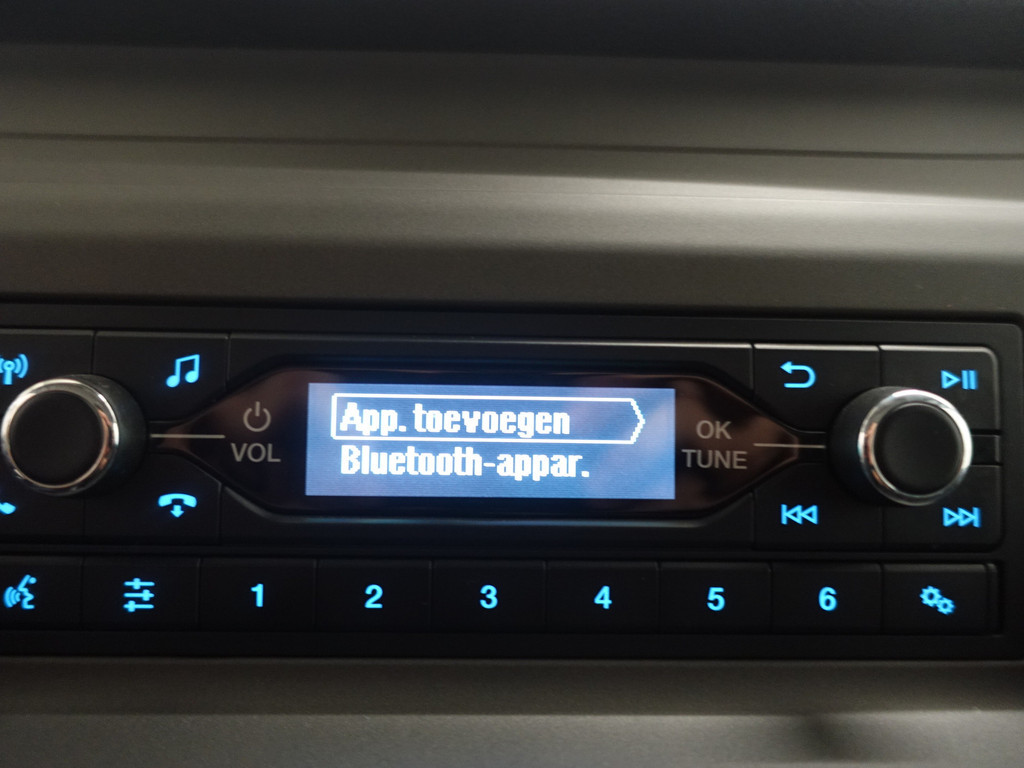 App. toevoegen
Bluetooth-appar.
VOL
OK
TUNE
1 2 3 4 5 6